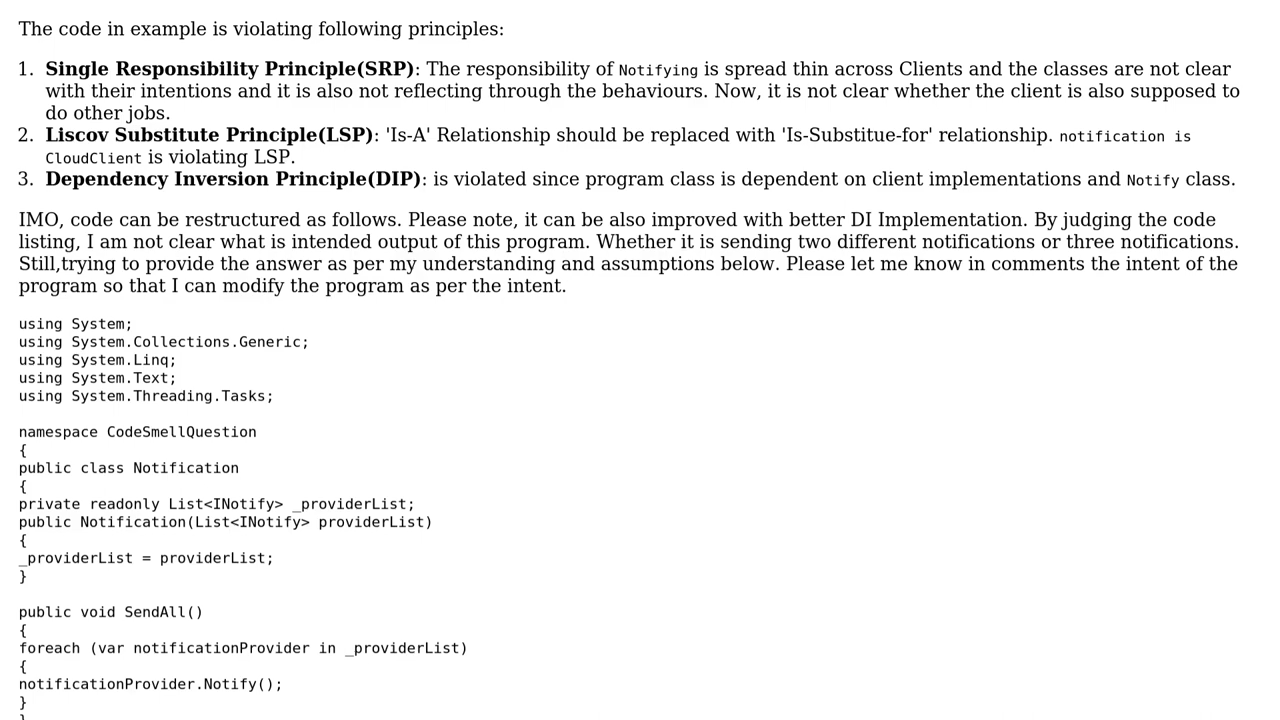 The code in example is violating following principles:
1. Single Responsibility Principle(SRP): The responsibility of Notifying is spread thin across Clients and the classes are not clear
with their intentions and it is also not reflecting through the behaviours. Now, it is not clear whether the client is also supposed to
do other jobs.
2. Liscov Substitute Principle(LSP): 'Is-A' Relationship should be replaced with 'Is-Substitue-for' relationship. notification is
CloudClient is violating LSP.
3. Dependency Inversion Principle(DIP): is violated since program class is dependent on client implementations and Notify class.
IMO, code can be restructured as follows. Please note, it can be also improved with better DI Implementation. By judging the code
listing, I am not clear what is intended output of this program. Whether it is sending two different notifications or three notifications.
Still,trying to provide the answer as per my understanding and assumptions below. Please let me know in comments the intent of the
program so that I can modify the program as per the intent.
using System;
using System.Collections.Generic;
using System.Linq;
using System.Text;
using System.Threading.Tasks;
namespace CodeSmellQuestion
{
public class Notification
{
private readonly List<INotify> _providerList;
public Notification(List<INotify> providerList)
{
_providerList = providerList;
}
public void SendAll()
{
foreach (var notificationProvider in _providerList)
{
notificationProvider.Notify();
}
}